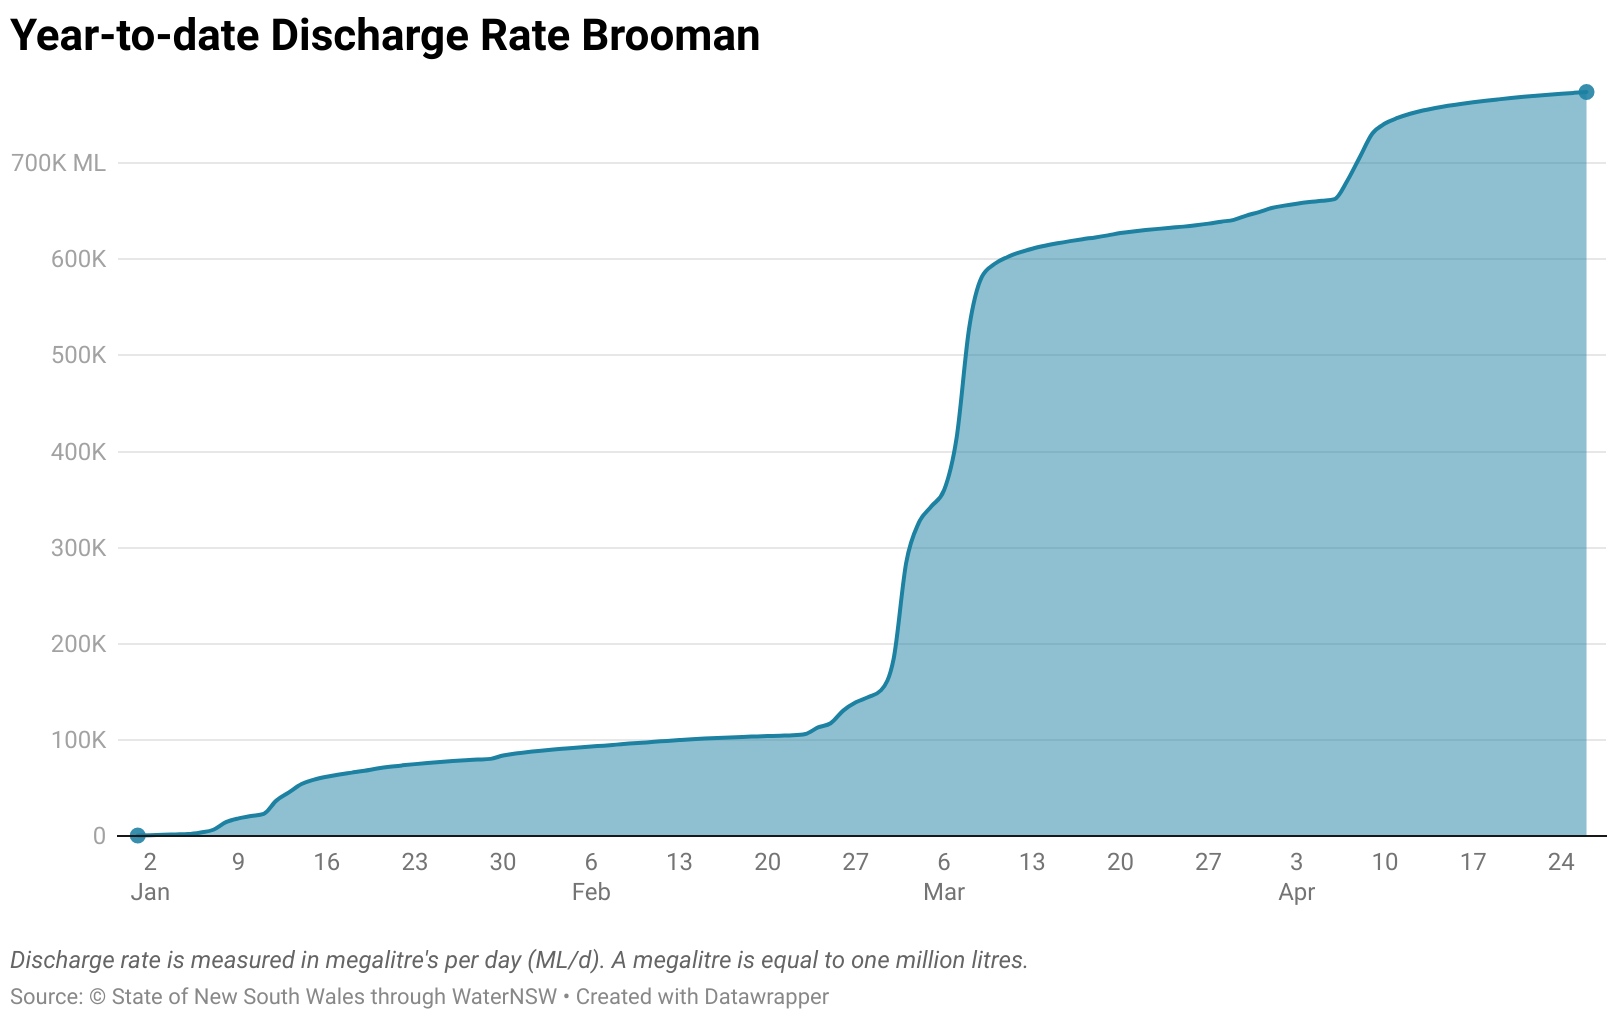 Year-to-date Discharge Rate Brooman
700K ML
600K
500K
400K
300K
200K
100K
0
2 9 16 23 30 6 13 20 27 6 13 20 27 3 10 17 24
Jan Feb Mar Apr
Discharge rate is measured in megalitre's per day (ML/d). A megalitre is equal to one million litres.
Source: © State of New South Wales through WaterNSW • Created with Datawrapper